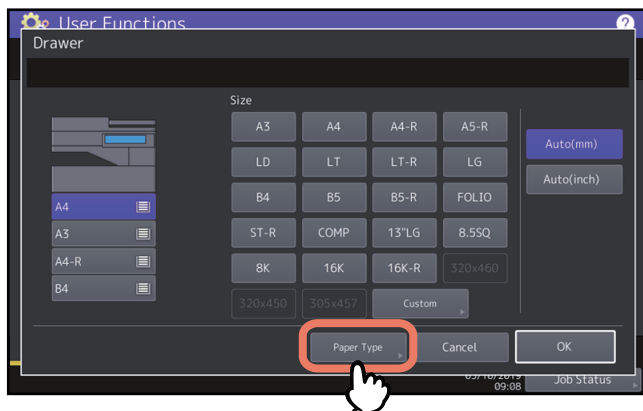 User Functions
?
Drawer
Size
A3 A4 A4-R A5-R
LD LT LT-R LG
B4 B5 B5-R FOLIO
ST-R COMP 13"LG 8.5SQ
8K 16K 16K-R 320x460
320x450 305x457 Custom
Auto(mm)
Auto(inch)
A4
A3
A4-R
B4
Paper Type Cancel OK
09:08 Job Status